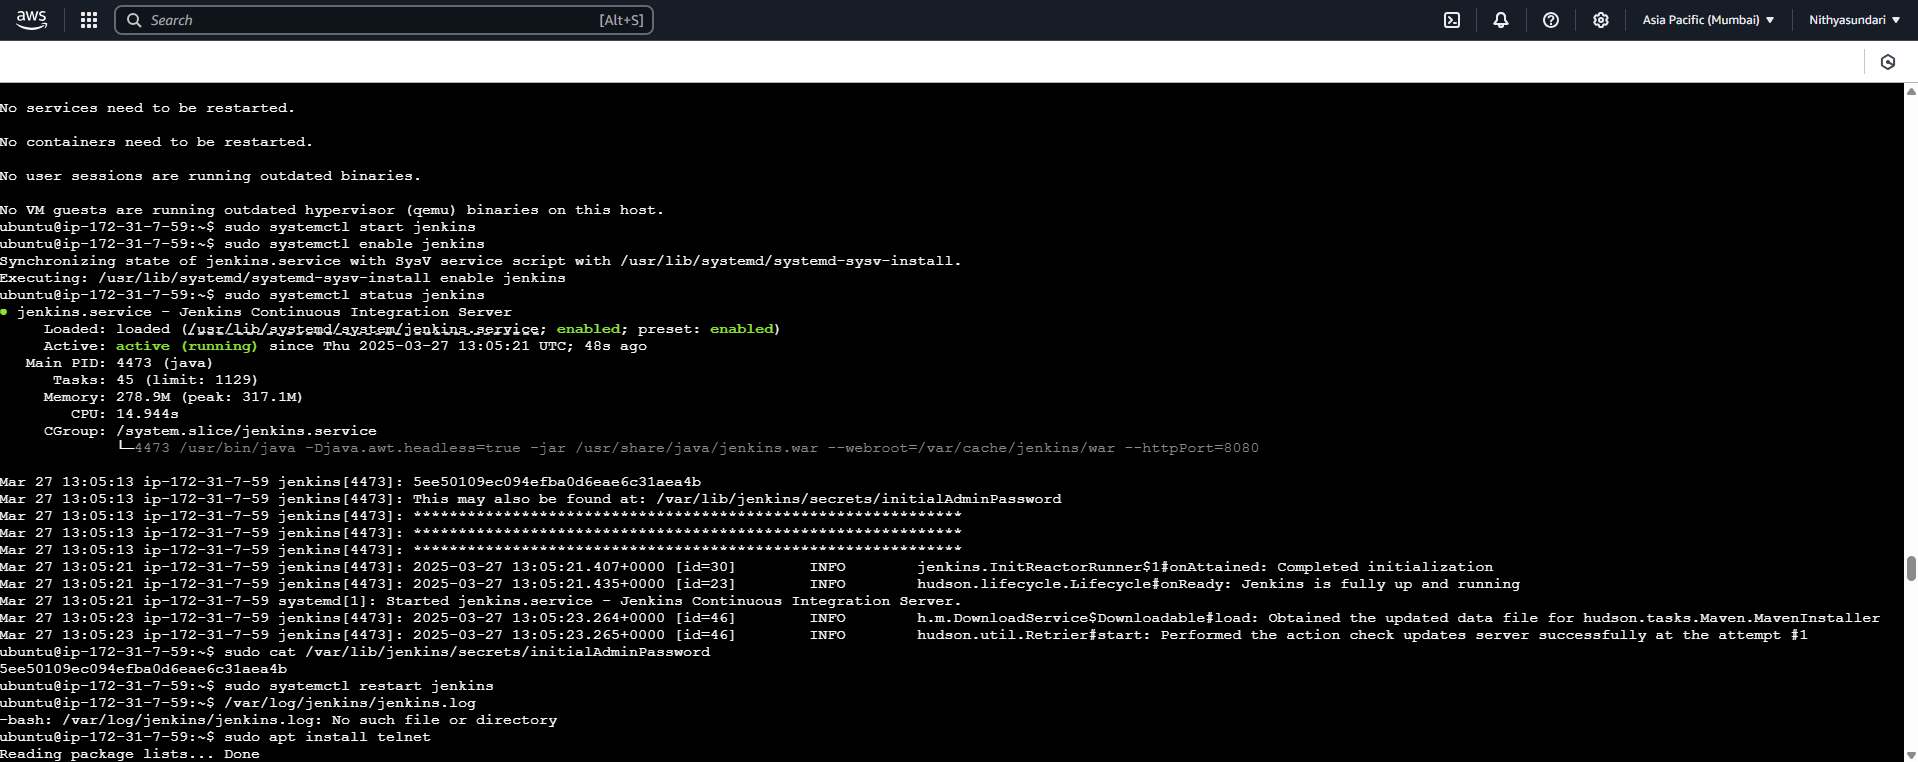 aws
Search [Alt+S]
Asia Pacific (Mumbai) ▼
Nithyasundari ▼
No services need to be restarted.
No containers need to be restarted.
No user sessions are running outdated binaries.
No VM guests are running outdated hypervisor (qemu) binaries on this host.
ubuntu@ip-172-31-7-59:~$ sudo systemctl start jenkins
ubuntu@ip-172-31-7-59:~$ sudo systemctl enable jenkins
Synchronizing state of jenkins.service with SysV service script with /usr/lib/systemd/systemd-sysv-install.
Executing: /usr/lib/systemd/systemd-sysv-install enable jenkins
ubuntu@ip-172-31-7-59:~$ sudo systemctl status jenkins
● jenkins.service - Jenkins Continuous Integration Server
Loaded: loaded (/usr/lib/systemd/system/jenkins.service; enabled; preset: enabled)
Active: active (running) since Thu 2025-03-27 13:05:21 UTC; 48s ago
Main PID: 4473 (java)
Tasks: 45 (limit: 1129)
Memory: 278.9M (peak: 317.1M)
CPU: 14.944s
CGroup: /system.slice/jenkins.service
└─4473 /usr/bin/java -Djava.awt.headless=true -jar /usr/share/java/jenkins.war --webroot=/var/cache/jenkins/war --httpPort=8080
Mar 27 13:05:13 ip-172-31-7-59 jenkins[4473]: 5ee50109ec094efba0d6eae6c31aea4b
Mar 27 13:05:13 ip-172-31-7-59 jenkins[4473]: This may also be found at: /var/lib/jenkins/secrets/initialAdminPassword
Mar 27 13:05:13 ip-172-31-7-59 jenkins[4473]: *************************************************************
Mar 27 13:05:13 ip-172-31-7-59 jenkins[4473]: *************************************************************
Mar 27 13:05:13 ip-172-31-7-59 jenkins[4473]: *************************************************************
Mar 27 13:05:21 ip-172-31-7-59 jenkins[4473]: 2025-03-27 13:05:21.407+0000 [id=30] INFO jenkins.InitReactorRunner$1#onAttained: Completed initialization
Mar 27 13:05:21 ip-172-31-7-59 jenkins[4473]: 2025-03-27 13:05:21.435+0000 [id=23] INFO hudson.lifecycle.Lifecycle#onReady: Jenkins is fully up and running
Mar 27 13:05:21 ip-172-31-7-59 systemd[1]: Started jenkins.service - Jenkins Continuous Integration Server.
Mar 27 13:05:23 ip-172-31-7-59 jenkins[4473]: 2025-03-27 13:05:23.264+0000 [id=46] INFO h.m.DownloadService$Downloadable#load: Obtained the updated data file for hudson.tasks.Maven.MavenInstaller
Mar 27 13:05:23 ip-172-31-7-59 jenkins[4473]: 2025-03-27 13:05:23.265+0000 [id=46] INFO hudson.util.Retrier#start: Performed the action check updates server successfully at the attempt #1
ubuntu@ip-172-31-7-59:~$ sudo cat /var/lib/jenkins/secrets/initialAdminPassword
5ee50109ec094efba0d6eae6c31aea4b
ubuntu@ip-172-31-7-59:~$ sudo systemctl restart jenkins
ubuntu@ip-172-31-7-59:~$ /var/log/jenkins/jenkins.log
-bash: /var/log/jenkins/jenkins.log: No such file or directory
ubuntu@ip-172-31-7-59:~$ sudo apt install telnet
Reading package lists... Done